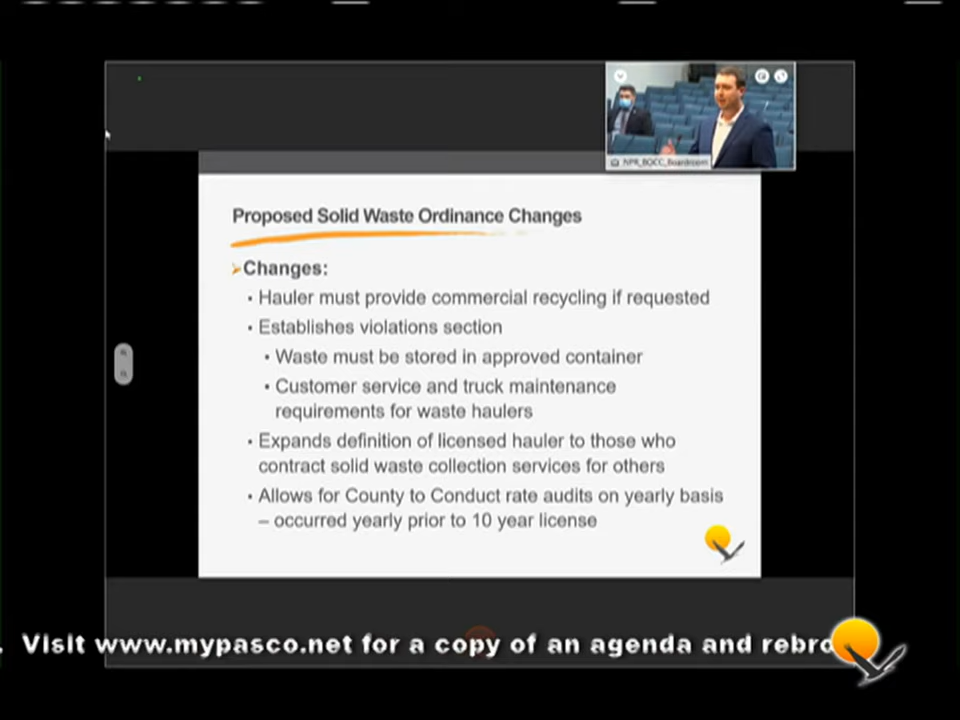 NPR_BOCC_Boardroom
Proposed Solid Waste Ordinance Changes
Changes:
• Hauler must provide commercial recycling if requested
• Establishes violations section
• Waste must be stored in approved container
• Customer service and truck maintenance
requirements for waste haulers
• Expands definition of licensed hauler to those who
contract solid waste collection services for others
• Allows for County to Conduct rate audits on yearly basis
– occurred yearly prior to 10 year license
. Visit www.mypasco.net for a copy of an agenda and rebro